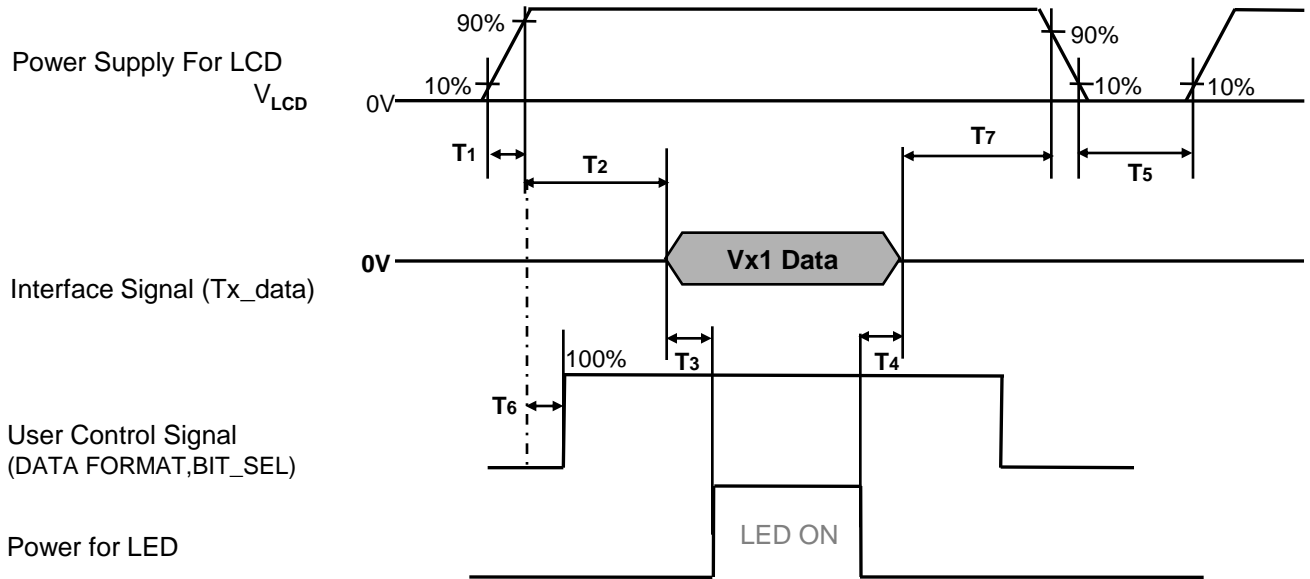 90%
90%
Power Supply For LCD
10%
10%
10%
VLCD
0V
T1
T2
T7
T5
0V
Vx1 Data
Interface Signal (Tx_data)
100%
T3
T4
T6
User Control Signal
(DATA FORMAT,BIT_SEL)
LED ON
Power for LED